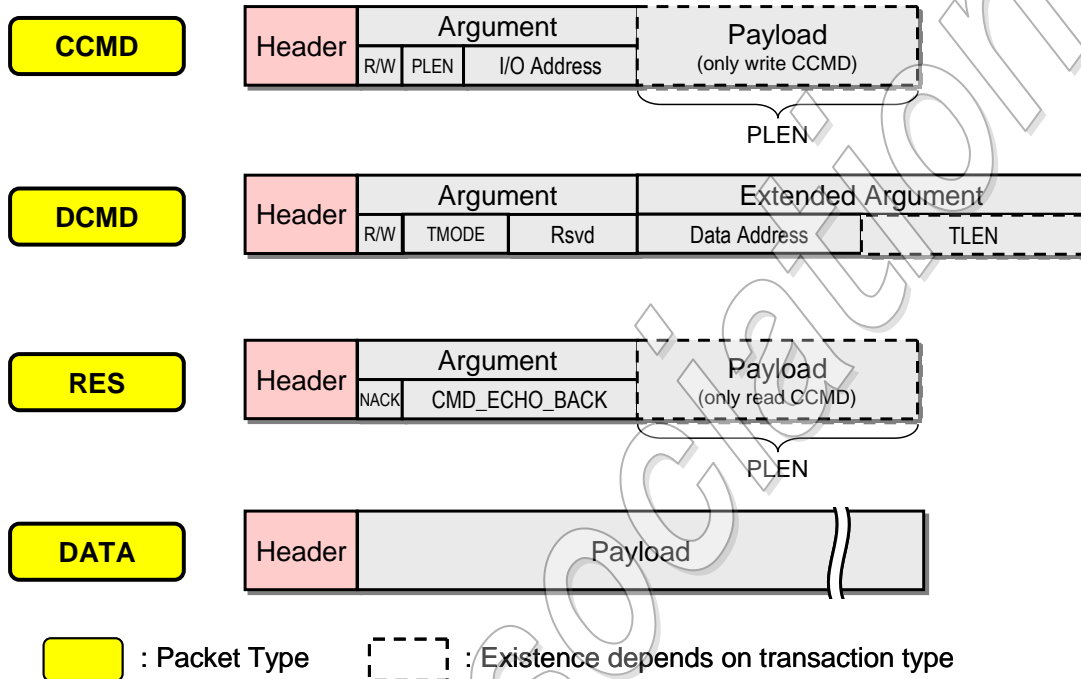 CCMD
Header
Argument
R/W PLEN I/O Address
Payload
(only write CCMD)
PLEN
DCMD
Header
Argument
Extended Argument
R/W TMODE Rsvd Data Address TLEN
RES
Header
Argument
NACK CMD_ECHO_BACK
Payload
(only read CCMD)
PLEN
DATA
Header
Payload
: Packet Type
: Existence depends on transaction type